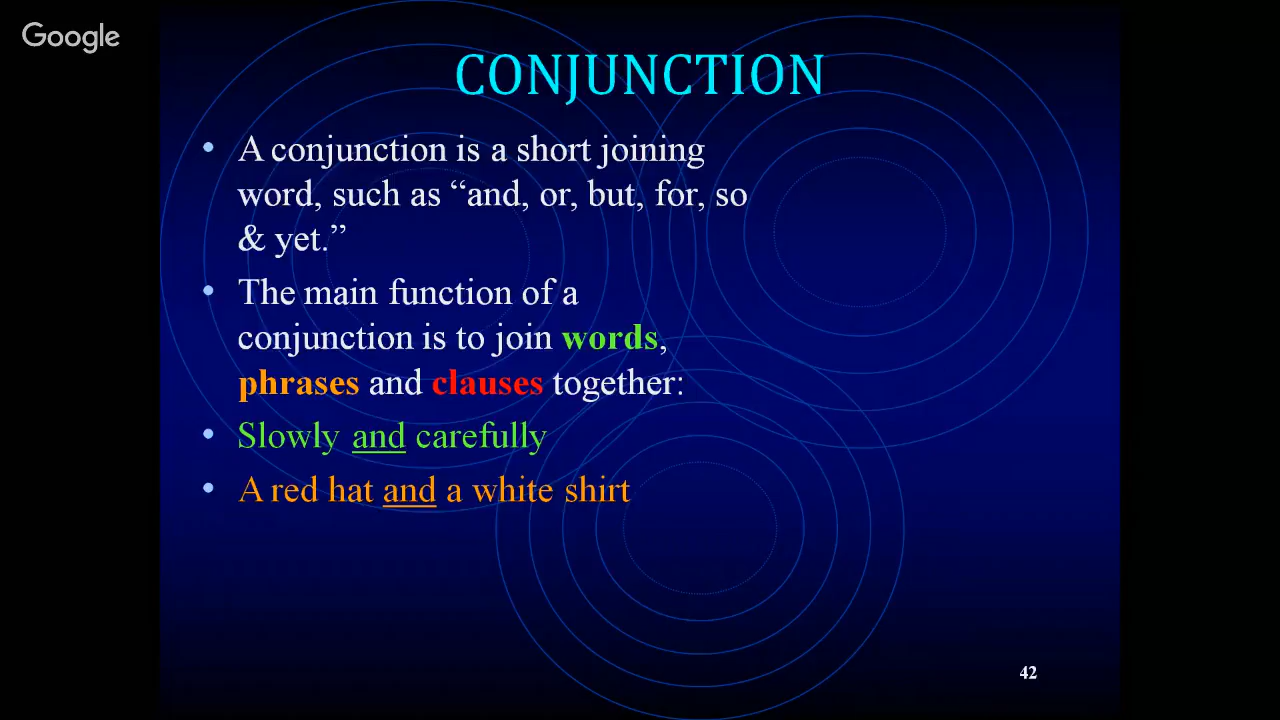 Google
CONJUNCTION
• A conjunction is a short joining
word, such as “and, or, but, for, so
& yet.”
• The main function of a
conjunction is to join words,
phrases and clauses together:
• Slowly and carefully
• A red hat and a white shirt
42